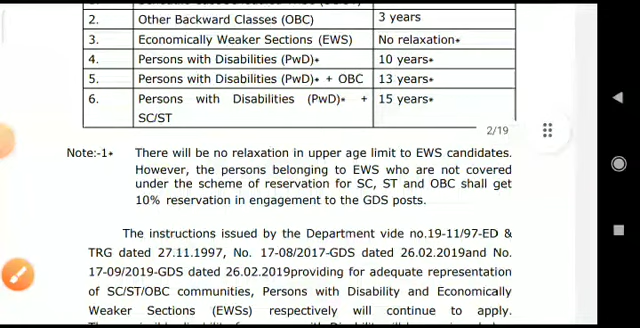 2. Other Backward Classes (OBC) 3 years
3. Economically Weaker Sections (EWS) No relaxation*
4. Persons with Disabilities (PwD)* 10 years*
5. Persons with Disabilities (PwD)* + OBC 13 years*
6. Persons with Disabilities (PwD)* + 15 years*
SC/ST
2/19
Note:-1* There will be no relaxation in upper age limit to EWS candidates.
However, the persons belonging to EWS who are not covered
under the scheme of reservation for SC, ST and OBC shall get
10% reservation in engagement to the GDS posts.
The instructions issued by the Department vide no.19-11/97-ED &
TRG dated 27.11.1997, No. 17-08/2017-GDS dated 26.02.2019and No.
17-09/2019-GDS dated 26.02.2019providing for adequate representation
of SC/ST/OBC communities, Persons with Disability and Economically
Weaker Sections (EWSs) respectively will continue to apply.